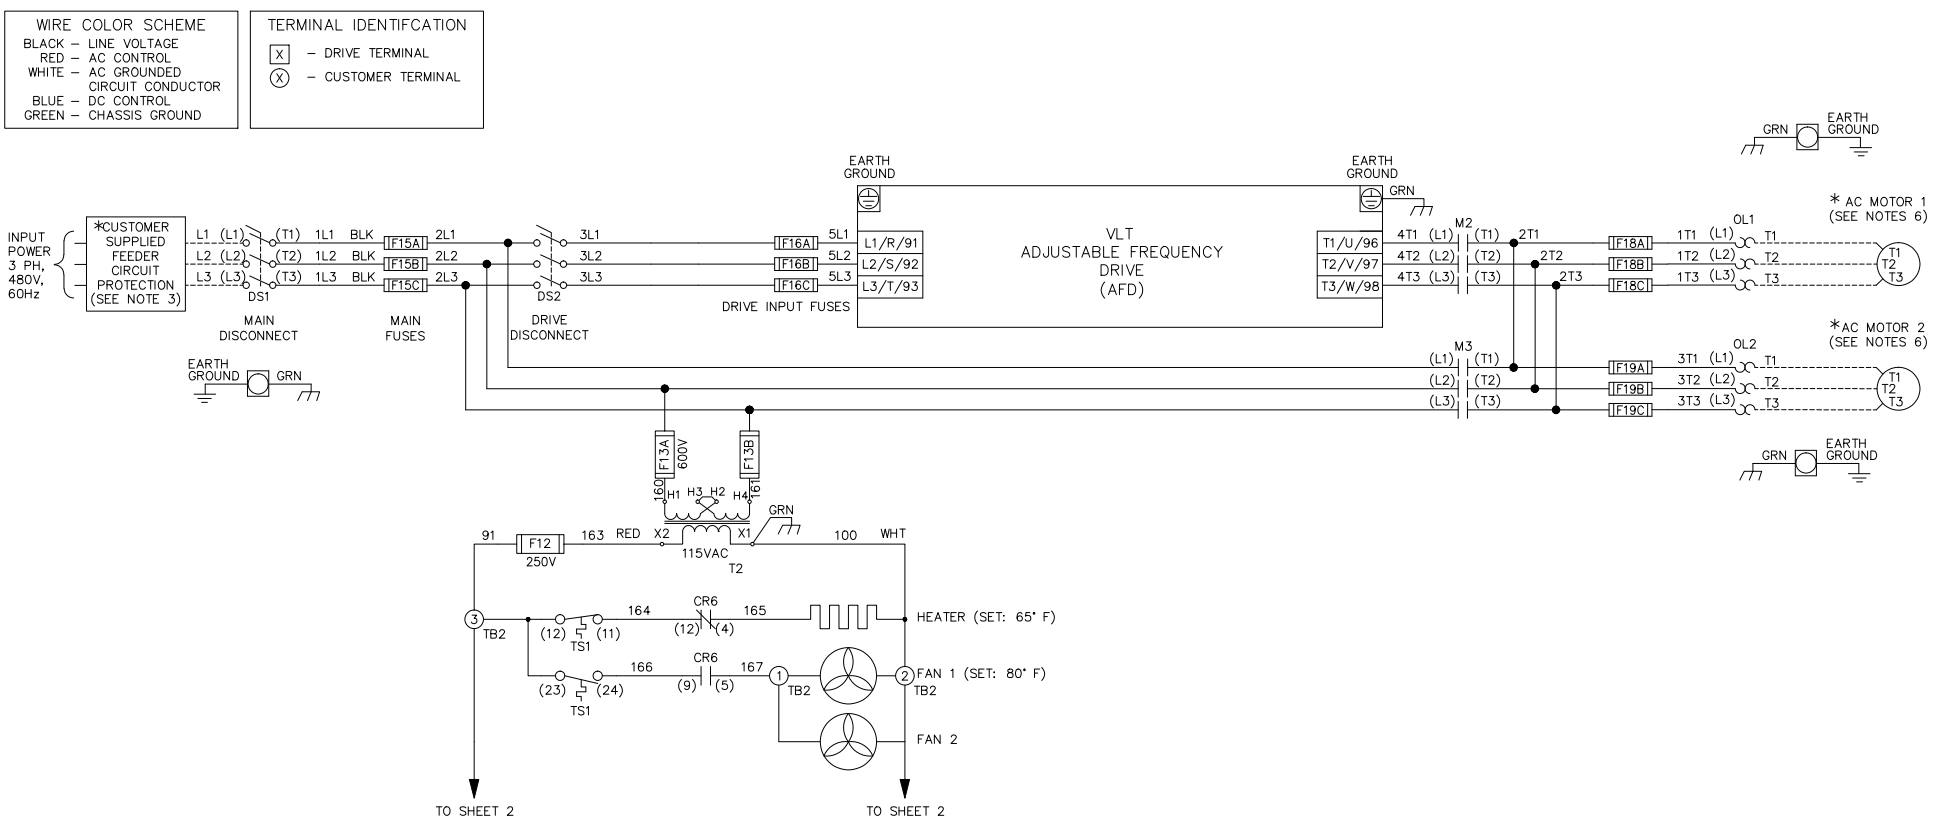 WIRE COLOR SCHEME
BLACK – LINE VOLTAGE
RED – AC CONTROL
WHITE – AC GROUNDED
CIRCUIT CONDUCTOR
BLUE – DC CONTROL
GREEN – CHASSIS GROUND
TERMINAL IDENTIFCATION
X – DRIVE TERMINAL
X – CUSTOMER TERMINAL
INPUT
POWER
3 PH,
480V,
60Hz
*CUSTOMER
SUPPLIED
FEEDER
CIRCUIT
PROTECTION
(SEE NOTE 3)
L1 (L1) (T1) 1L1 BLK F15A 2L1 3L1 F16A 5L1 L1/R/91
L2 (L2) (T2) 1L2 BLK F15B 2L2 3L2 F16B 5L2 L2/S/92
L3 (L3) (T3) 1L3 BLK F15C 2L3 3L3 F16C 5L3 L3/T/93
DS1
DS2
MAIN
DISCONNECT
MAIN
FUSES
DRIVE
DISCONNECT
DRIVE INPUT FUSES
EARTH
GROUND
GRN
EARTH
GROUND
VLT
ADJUSTABLE FREQUENCY
DRIVE
(AFD)
EARTH
GROUND
GRN
M2
T1/U/96 4T1 (L1) (T1) 2T1 F18A 1T1 (L1) T1
T2/V/97 4T2 (L2) (T2) 2T2 F18B 1T2 (L2) T2
T3/W/98 4T3 (L3) (T3) 2T3 F18C 1T3 (L3) T3
OL1
GRN
EARTH
GROUND
* AC MOTOR 1
(SEE NOTES 6)
T1
T2
T3
M3
(L1) (T1) F19A 3T1 (L1) T1
(L2) (T2) F19B 3T2 (L2) T2
(L3) (T3) F19C 3T3 (L3) T3
OL2
* AC MOTOR 2
(SEE NOTES 6)
T1
T2
T3
GRN
EARTH
GROUND
F13A
600V
F13B
160
161
H1 H3 H2 H4
GRN
91 F12 163 RED X2 X1 100 WHT
250V
115VAC
T2
3
TB2
164 CR6 165 HEATER (SET: 65° F)
(12) (11) (12) (4)
TS1
166 CR6 167 1 2 FAN 1 (SET: 80° F)
(23) (24) (9) (5) TB2 TB2
TS1
FAN 2
TO SHEET 2
TO SHEET 2